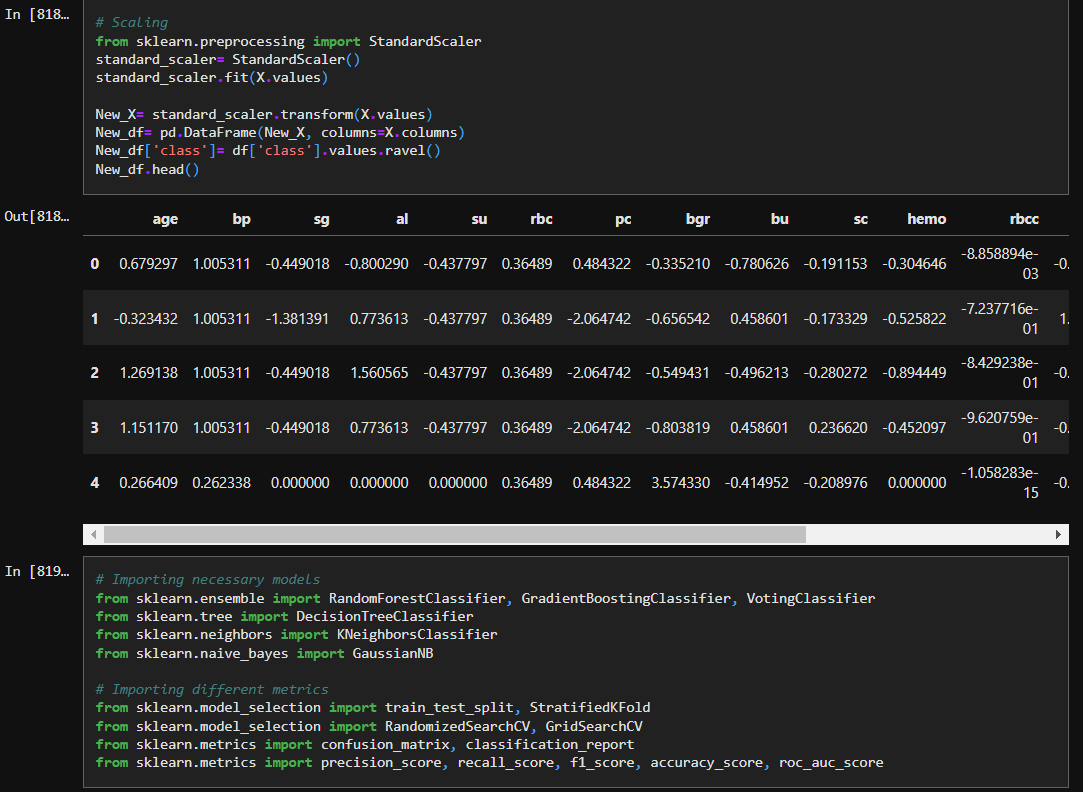 In [818…
# Scaling
from sklearn.preprocessing import StandardScaler
standard_scaler= StandardScaler()
standard_scaler.fit(X.values)
New_X= standard_scaler.transform(X.values)
New_df= pd.DataFrame(New_X, columns=X.columns)
New_df['class']= df['class'].values.ravel()
New_df.head()
Out[818…
age bp sg al su rbc pc bgr bu sc hemo rbcc
0 0.679297 1.005311 -0.449018 -0.800290 -0.437797 0.36489 0.484322 -0.335210 -0.780626 -0.191153 -0.304646 -8.858894e-03 -0.
1 -0.323432 1.005311 -1.381391 0.773613 -0.437797 0.36489 -2.064742 -0.656542 0.458601 -0.173329 -0.525822 -7.237716e-01 1.
2 1.269138 1.005311 -0.449018 1.560565 -0.437797 0.36489 -2.064742 -0.549431 -0.496213 -0.280272 -0.894449 -8.429238e-01 -0.
3 1.151170 1.005311 -0.449018 0.773613 -0.437797 0.36489 -2.064742 -0.803819 0.458601 0.236620 -0.452097 -9.620759e-01 -0.
4 0.266409 0.262338 0.000000 0.000000 0.000000 0.36489 0.484322 3.574330 -0.414952 -0.208976 0.000000 -1.058283e-15 -0.
In [819…
# Importing necessary models
from sklearn.ensemble import RandomForestClassifier, GradientBoostingClassifier, VotingClassifier
from sklearn.tree import DecisionTreeClassifier
from sklearn.neighbors import KNeighborsClassifier
from sklearn.naive_bayes import GaussianNB
# Importing different metrics
from sklearn.model_selection import train_test_split, StratifiedKFold
from sklearn.model_selection import RandomizedSearchCV, GridSearchCV
from sklearn.metrics import confusion_matrix, classification_report
from sklearn.metrics import precision_score, recall_score, f1_score, accuracy_score, roc_auc_score